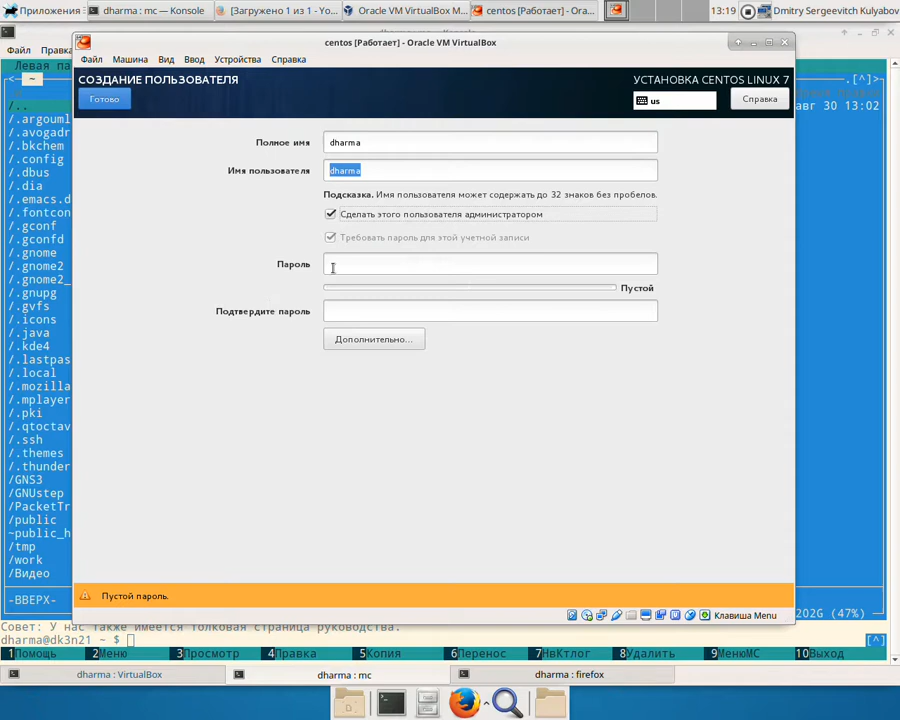 Приложения
dharma : mc — Konsole
[Загружено 1 из 1 - Yo...
Oracle VM VirtualBox M...
centos [Работает] - Ora...
13:19
Dmitry Sergeevitch Kulyabov
Файл
Правка
centos [Работает] - Oracle VM VirtualBox
Файл Машина Вид Ввод Устройства Справка
Левая па
СОЗДАНИЕ ПОЛЬЗОВАТЕЛЯ
УСТАНОВКА CENTOS LINUX 7
Готово
us
Справка
<— ~
.[^]>
авг 30 13:02
Полное имя
dharma
Имя пользователя
dharma
Подсказка. Имя пользователя может содержать до 32 знаков без пробелов.
Сделать этого пользователя администратором
Требовать пароль для этой учетной записи
Пароль
Пустой
Подтвердите пароль
Дополнительно...
/..
/.argouml
/.avogadr
/.bkchem
/.config
/.dbus
/.dia
/.emacs.d
/.fontcon
/.gconf
/.gconfd
/.gnome
/.gnome2
/.gnome2_
/.gnupg
/.gvfs
/.icons
/.java
/.kde4
/.lastpas
/.local
/.mozilla
/.mplayer
/.pki
/.qtoctav
/.ssh
/.themes
/.thunder
/GNS3
/GNUstep
/PacketTr
/public
~public_h
/tmp
/work
/Видео
-ВВЕРХ-
Пустой пароль.
Клавиша Menu
202G (47%)
Совет: У нас также имеется толковая страница руководства.
dharma@dk3n21 ~ $
[^]
1Помощь 2Меню 3Просмотр 4Правка 5Копия 6Перенос 7НвКтлог 8Удалить 9МенюМС 10Выход
dharma : VirtualBox
dharma : mc
dharma : firefox